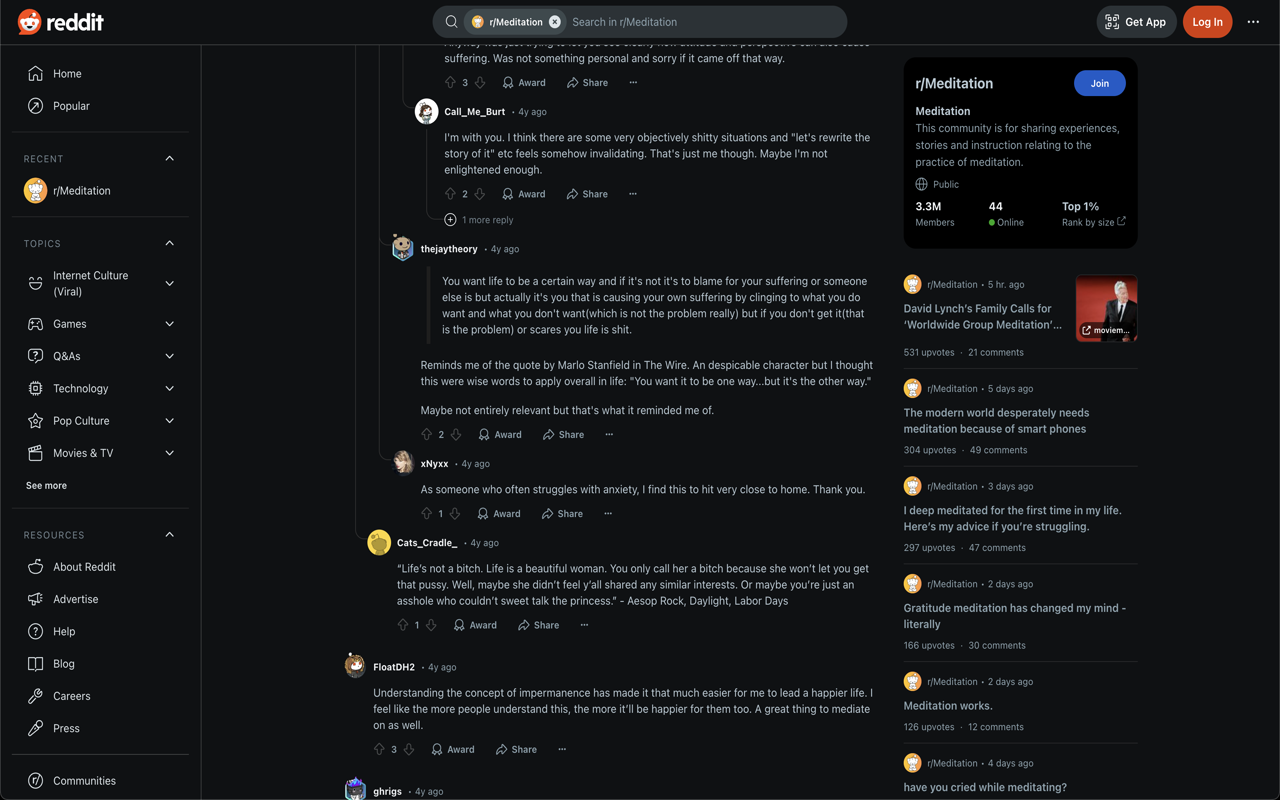 reddit
r/Meditation
Search in r/Meditation
Get App
Log In
Home
Popular
RECENT
r/Meditation
TOPICS
Internet Culture
(Viral)
Games
Q&As
Technology
Pop Culture
Movies & TV
See more
RESOURCES
About Reddit
Advertise
Help
Blog
Careers
Press
Communities
suffering. Was not something personal and sorry if it came off that way.
3 Award Share
Call_Me_Burt • 4y ago
I'm with you. I think there are some very objectively shitty situations and "let's rewrite the
story of it" etc feels somehow invalidating. That's just me though. Maybe I'm not
enlightened enough.
2 Award Share
1 more reply
thejaytheory • 4y ago
You want life to be a certain way and if it's not it's to blame for your suffering or someone
else is but actually it's you that is causing your own suffering by clinging to what you do
want and what you don't want(which is not the problem really) but if you don't get it(that
is the problem) or scares you life is shit.
Reminds me of the quote by Marlo Stanfield in The Wire. An despicable character but I thought
this were wise words to apply overall in life: "You want it to be one way...but it's the other way."
Maybe not entirely relevant but that's what it reminded me of.
2 Award Share
xNyxx • 4y ago
As someone who often struggles with anxiety, I find this to hit very close to home. Thank you.
1 Award Share
Cats_Cradle_ • 4y ago
“Life’s not a bitch. Life is a beautiful woman. You only call her a bitch because she won’t let you get
that pussy. Well, maybe she didn’t feel y’all shared any similar interests. Or maybe you’re just an
asshole who couldn’t sweet talk the princess.” - Aesop Rock, Daylight, Labor Days
1 Award Share
FloatDH2 • 4y ago
Understanding the concept of impermanence has made it that much easier for me to lead a happier life. I
feel like the more people understand this, the more it’ll be happier for them too. A great thing to mediate
on as well.
3 Award Share
ghrigs • 4y ago
r/Meditation
Join
Meditation
This community is for sharing experiences,
stories and instruction relating to the
practice of meditation.
Public
3.3M 44 Top 1%
Members Online Rank by size
r/Meditation • 5 hr. ago
David Lynch’s Family Calls for
‘Worldwide Group Meditation’...
moviem...
531 upvotes · 21 comments
r/Meditation • 5 days ago
The modern world desperately needs
meditation because of smart phones
304 upvotes · 49 comments
r/Meditation • 3 days ago
I deep meditated for the first time in my life.
Here’s my advice if you’re struggling.
297 upvotes · 47 comments
r/Meditation • 2 days ago
Gratitude meditation has changed my mind -
literally
166 upvotes · 30 comments
r/Meditation • 2 days ago
Meditation works.
126 upvotes · 12 comments
r/Meditation • 4 days ago
have you cried while meditating?